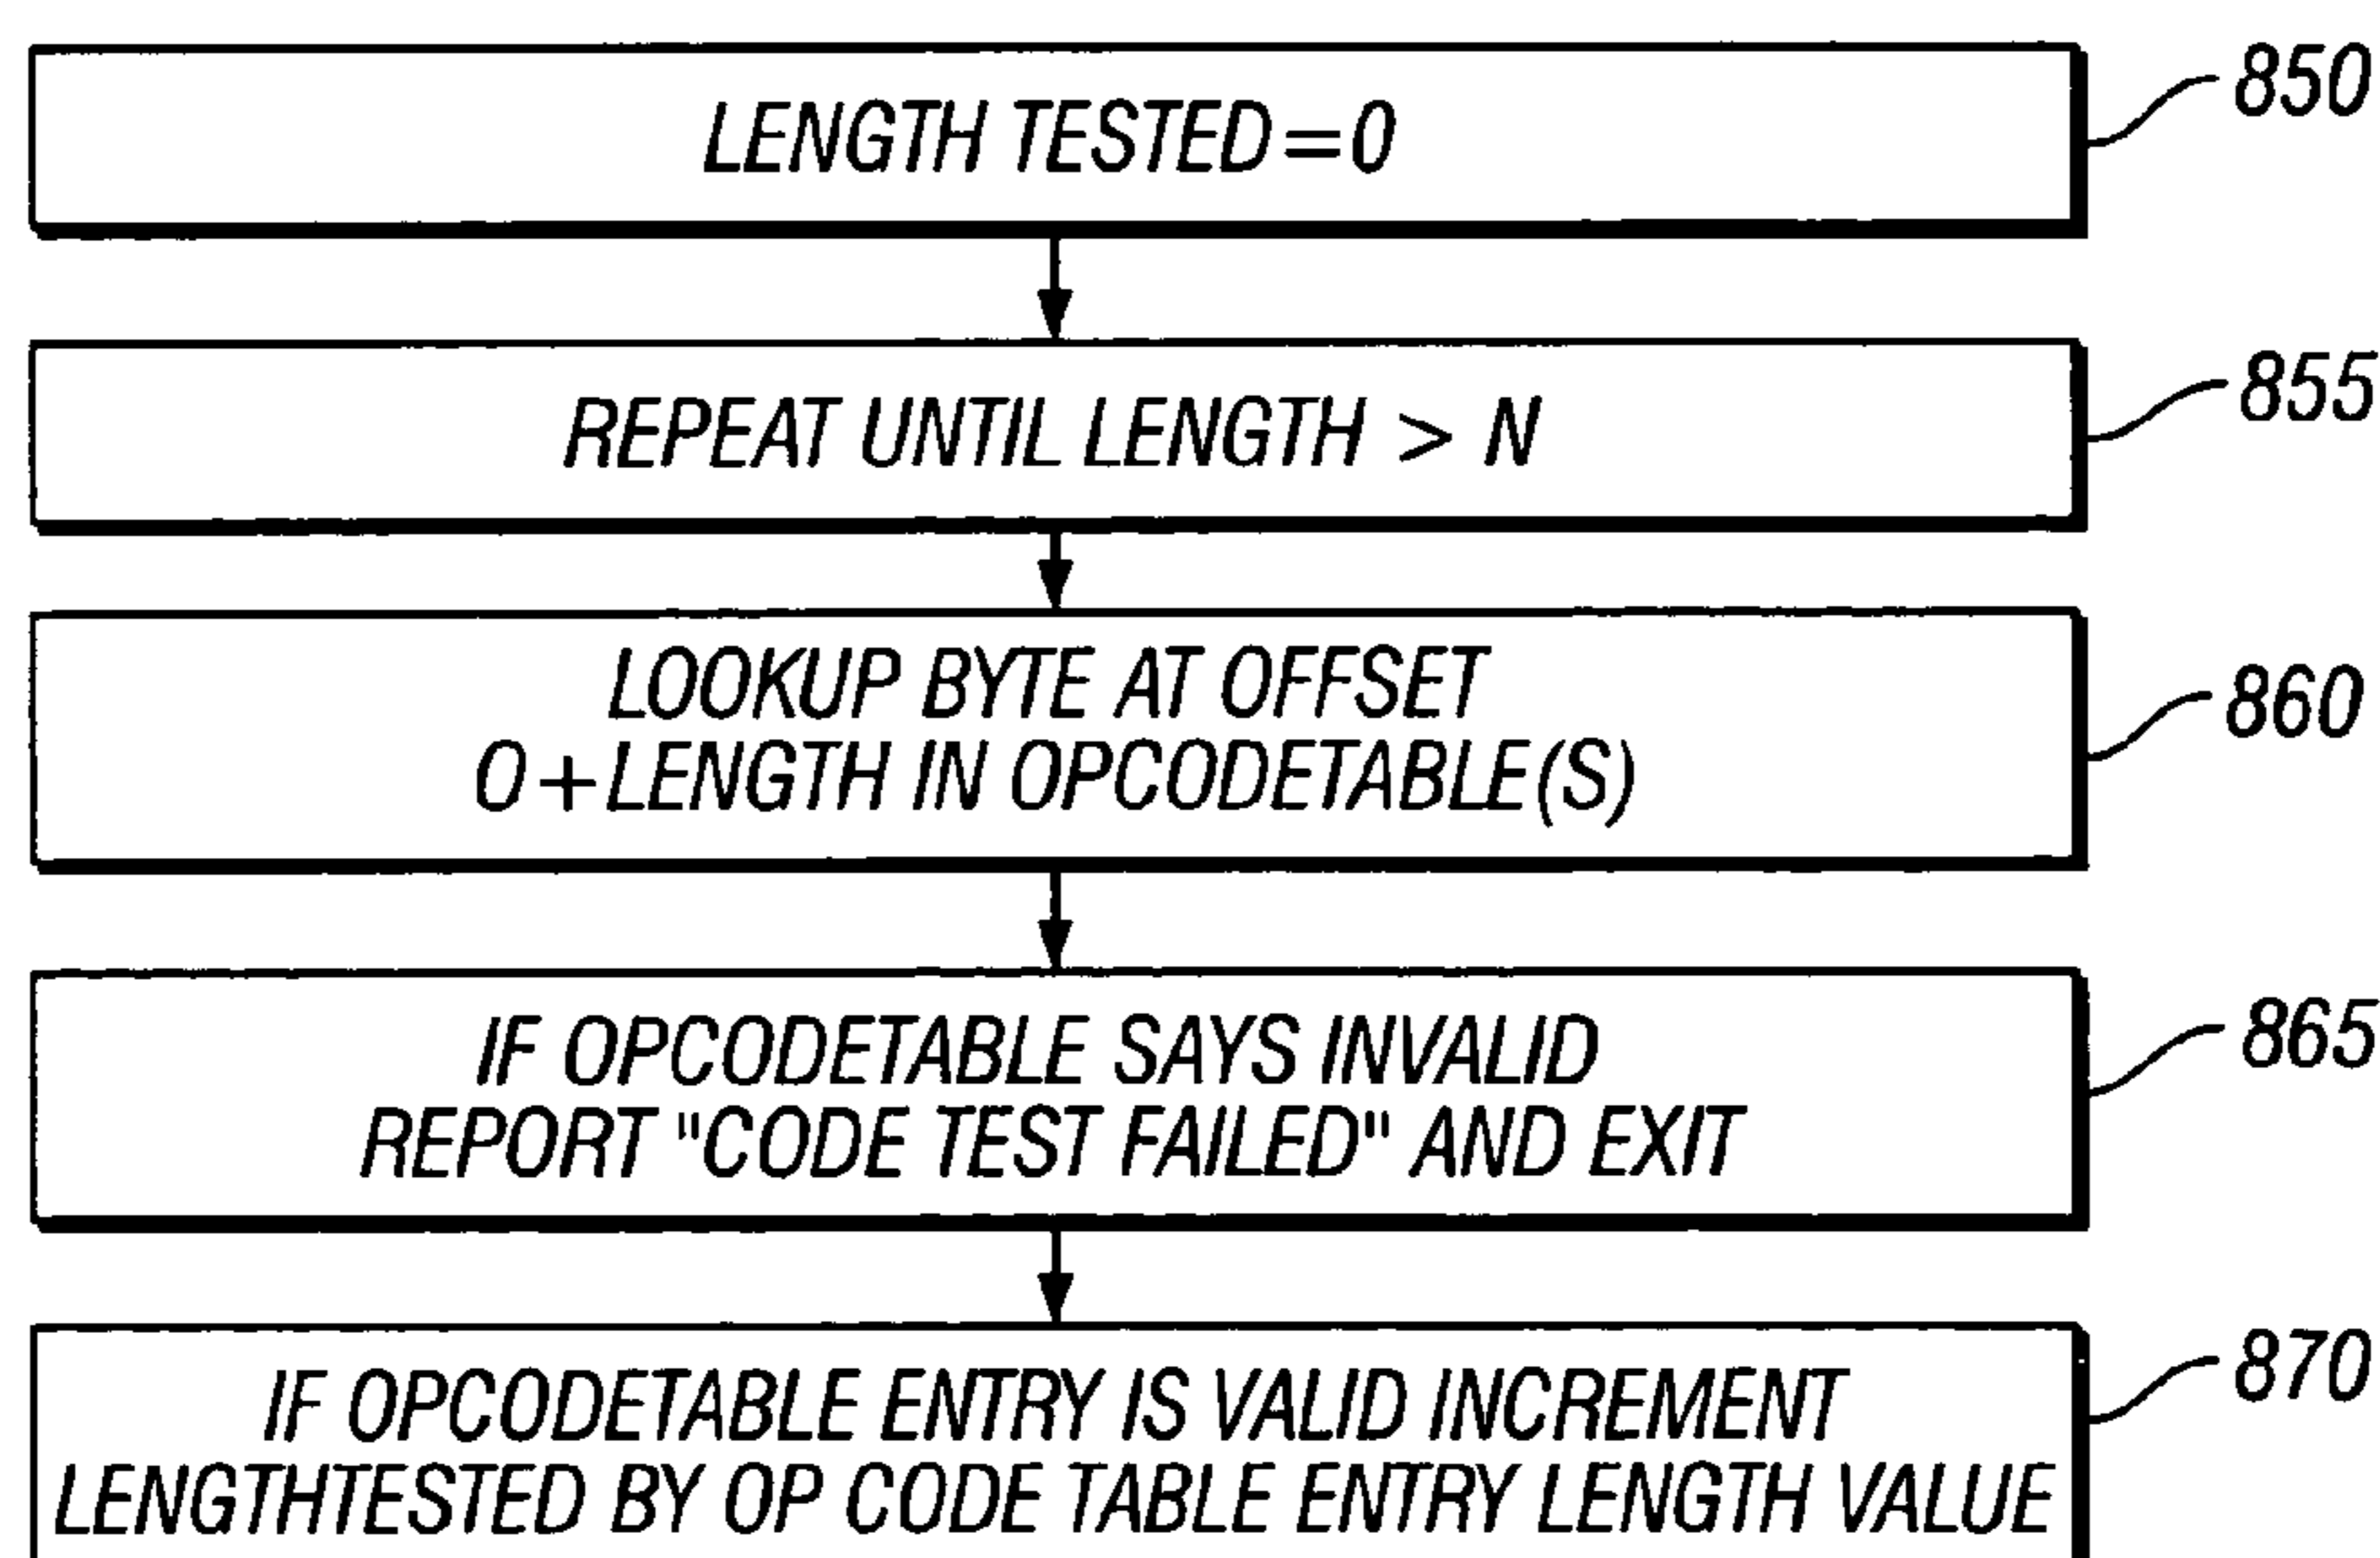 LENGTH TESTED=0
850
REPEAT UNTIL LENGTH > N
855
LOOKUP BYTE AT OFFSET
0+LENGTH IN OPCODETABLE(S)
860
IF OPCODETABLE SAYS INVALID
REPORT "CODE TEST FAILED" AND EXIT
865
IF OPCODETABLE ENTRY IS VALID INCREMENT
LENGTHTESTED BY OP CODE TABLE ENTRY LENGTH VALUE
870